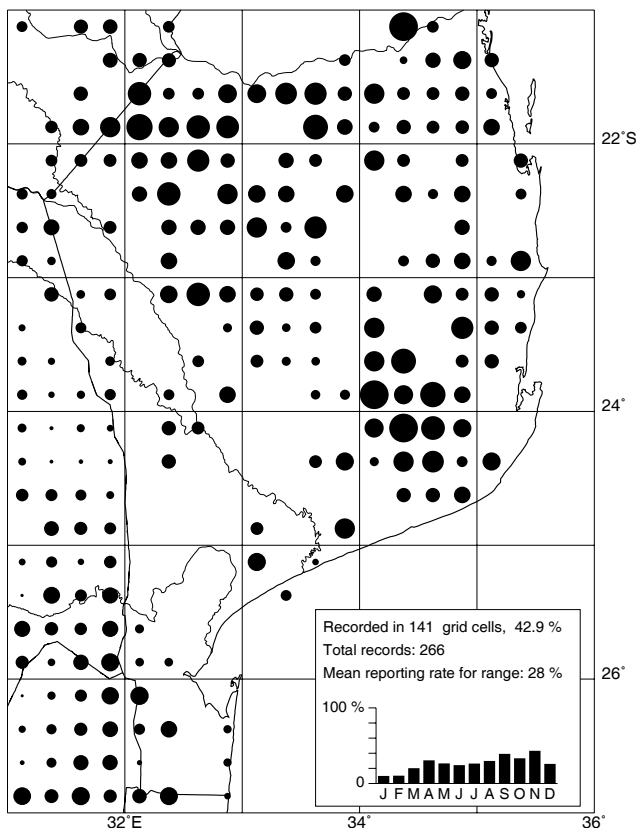 22°S
24°
Recorded in 141 grid cells, 42.9 %
Total records: 266
Mean reporting rate for range: 28 %
26°
100 %
0
J F M A M J J A S O N D
32°E 34° 36°